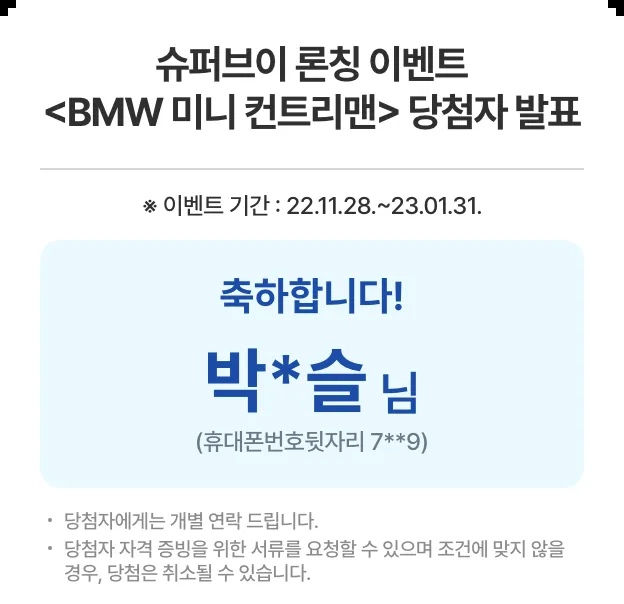 슈퍼브이 론칭 이벤트
<BMW 미니 컨트리맨> 당첨자 발표
※ 이벤트 기간 : 22.11.28.~23.01.31.
축하합니다!
박*슬 님
(휴대폰번호뒷자리 7**9)
• 당첨자에게는 개별 연락 드립니다.
• 당첨자 자격 증빙을 위한 서류를 요청할 수 있으며 조건에 맞지 않을
경우, 당첨은 취소될 수 있습니다.